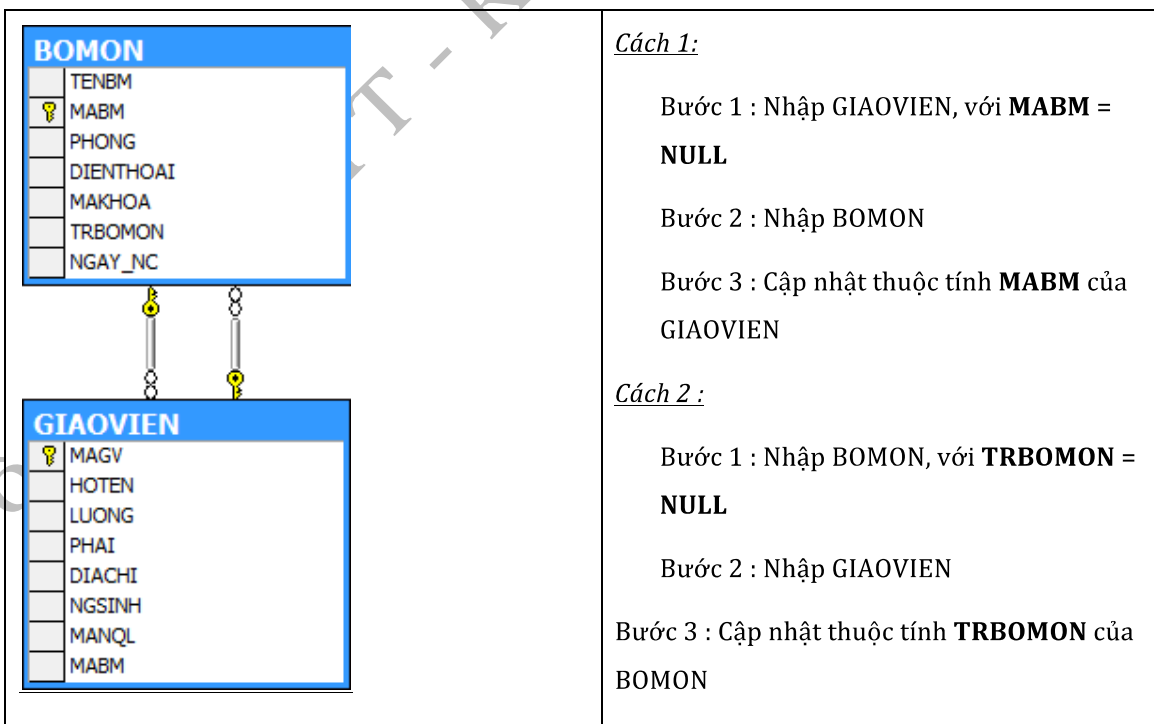 BOMON
TENBM
MABM
PHONG
DIENTHOAI
MAKHOA
TRBOMON
NGAY_NC
GIAOVIEN
MAGV
HOTEN
LUONG
PHAI
DIACHI
NGSINH
MANQL
MABM
Cách 1:
Bước 1 : Nhập GIAOVIEN, với MABM =
NULL
Bước 2 : Nhập BOMON
Bước 3 : Cập nhật thuộc tính MABM của
GIAOVIEN
Cách 2 :
Bước 1 : Nhập BOMON, với TRBOMON =
NULL
Bước 2 : Nhập GIAOVIEN
Bước 3 : Cập nhật thuộc tính TRBOMON của
BOMON